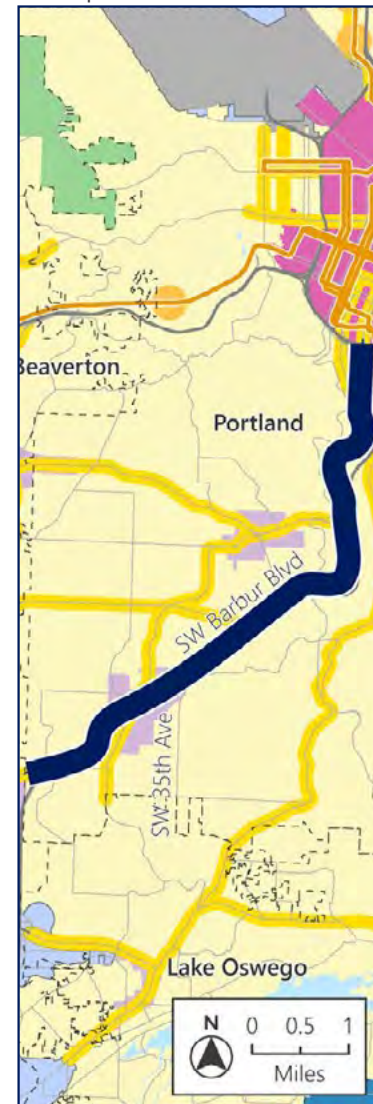 Beaverton
Portland
SW Barbur Blvd
SW 35th Ave
Lake Oswego
N
0 0.5 1
Miles